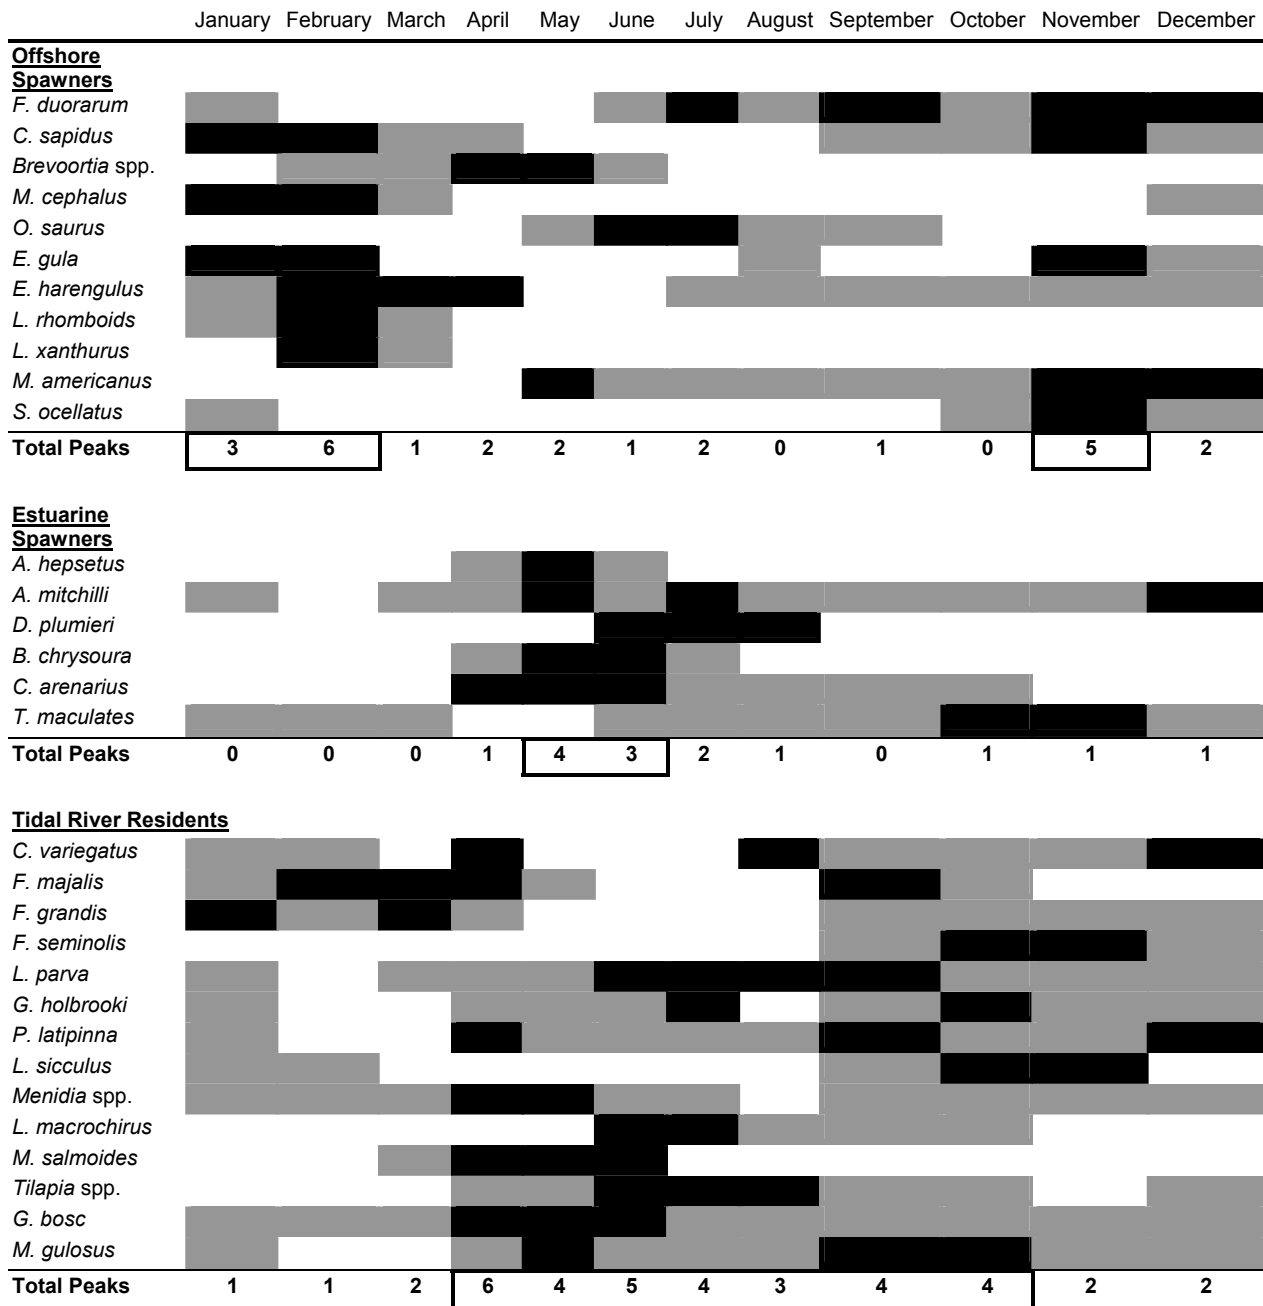 January February March April May June July August September October November December
Offshore
Spawners
F. duorarum
C. sapidus
Brevoortia spp.
M. cephalus
O. saurus
E. gula
E. harengulus
L. rhomboids
L. xanthurus
M. americanus
S. ocellatus
Total Peaks 3 6 1 2 2 1 2 0 1 0 5 2
Estuarine
Spawners
A. hepsetus
A. mitchilli
D. plumieri
B. chrysoura
C. arenarius
T. maculates
Total Peaks 0 0 0 1 4 3 2 1 0 1 1 1
Tidal River Residents
C. variegatus
F. majalis
F. grandis
F. seminolis
L. parva
G. holbrooki
P. latipinna
L. sicculus
Menidia spp.
L. macrochirus
M. salmoides
Tilapia spp.
G. bosc
M. gulosus
Total Peaks 1 1 2 6 4 5 4 3 4 4 2 2